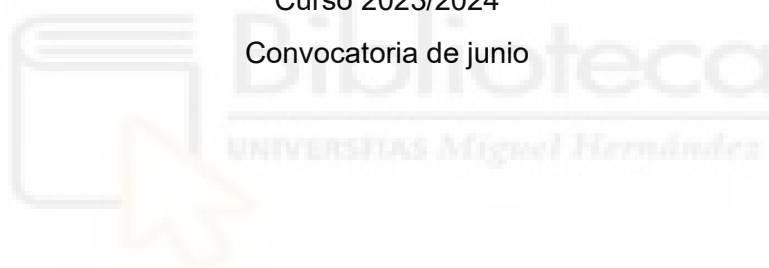 Curso 2023/2024
Convocatoria de junio
Biblioteca
UNIVERSITAS Miguel Hernández